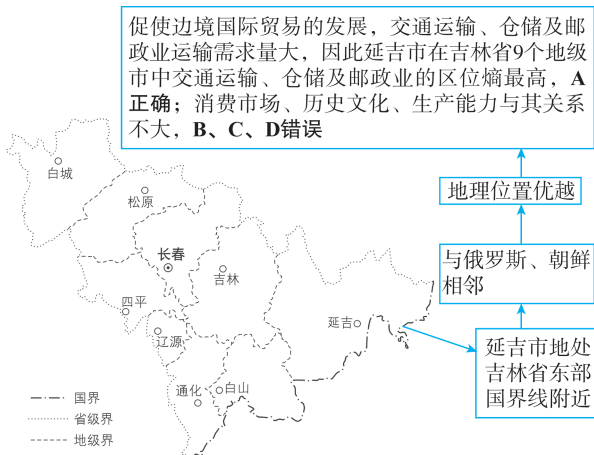 促使边境国际贸易的发展，交通运输、仓储及邮
政业运输需求量大，因此延吉市在吉林省9个地级
市中交通运输、仓储及邮政业的区位熵最高，A
正确；消费市场、历史文化、生产能力与其关系
不大，B、C、D错误
地理位置优越
与俄罗斯、朝鲜
相邻
延吉市地处
吉林省东部
国界线附近
白城
松原
长春
吉林
四平
延吉
辽源
通化
白山
国界
省级界
地级界